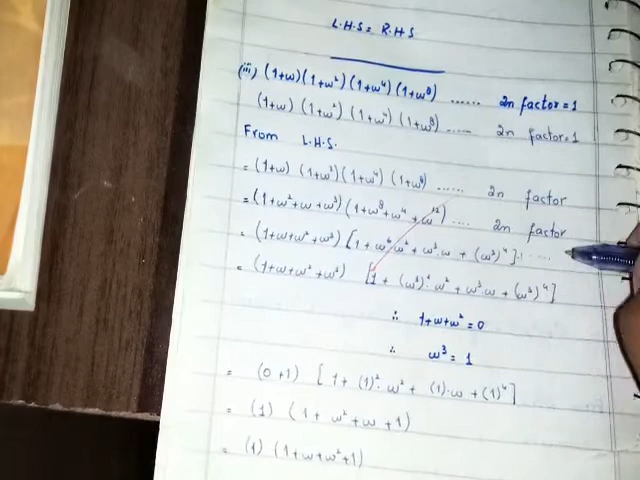 L.H.S = R.H.S
(iii) (1+ω)(1+ω²)(1+ω⁴)(1+ω⁸) ...... 2n factor = 1
(1+ω) (1+ω²) (1+ω⁴) (1+ω⁸) ..... 2n factor=1
From L.H.S.
= (1+ω) (1+ω²)(1+ω⁴) (1+ω⁸) ...... 2n factor
= (1+ω²+ω+ω³) (1+ω⁸+ω⁴+ω¹²) .... 2n factor
= (1+ω+ω²+ω³) [1+ω⁶.ω²+ω³.ω + (ω³)⁴] ......
= (1+ω+ω²+ω³) [1+ (ω³)².ω²+ω³.ω+(ω³)⁴]
∴ 1+ω+ω²=0
∴ ω³ = 1
= (0+1) [1+(1)².ω²+ (1).ω+(1)⁴]
= (1) (1+ω²+ω+1)
= (1) (1+ω+ω²+1)